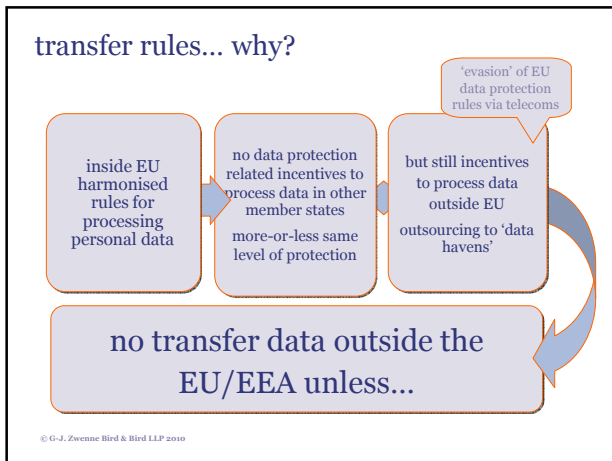 transfer rules... why?
'evasion' of EU
data protection
rules via telecoms
inside EU
harmonised
rules for
processing
personal data
no data protection
related incentives to
process data in other
member states
more-or-less same
level of protection
but still incentives
to process data
outside EU
outsourcing to 'data
havens'
no transfer data outside the
EU/EEA unless...
© G-J. Zwenne Bird & Bird LLP 2010